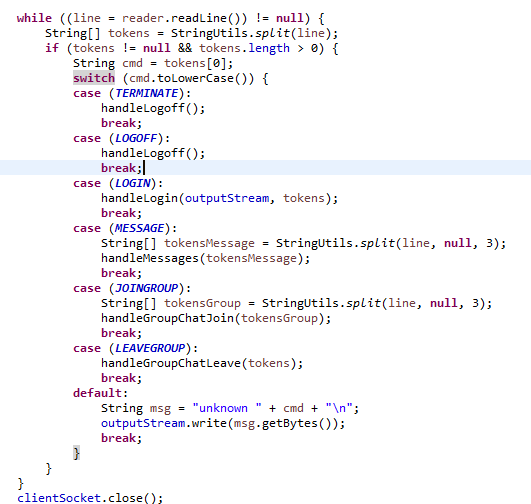 while ((line = reader.readLine()) != null) {
String[] tokens = StringUtils.split(line);
if (tokens != null && tokens.length > 0) {
String cmd = tokens[0];
switch (cmd.toLowerCase()) {
case (TERMINATE):
handleLogoff();
break;
case (LOGOFF):
handleLogoff();
break;
case (LOGIN):
handleLogin(outputStream, tokens);
break;
case (MESSAGE):
String[] tokensMessage = StringUtils.split(line, null, 3);
handleMessages(tokensMessage);
break;
case (JOINGROUP):
String[] tokensGroup = StringUtils.split(line, null, 3);
handleGroupChatJoin(tokensGroup);
break;
case (LEAVEGROUP):
handleGroupChatLeave(tokens);
break;
default:
String msg = "unknown " + cmd + "\n";
outputStream.write(msg.getBytes());
break;
}
}
}
clientSocket.close();